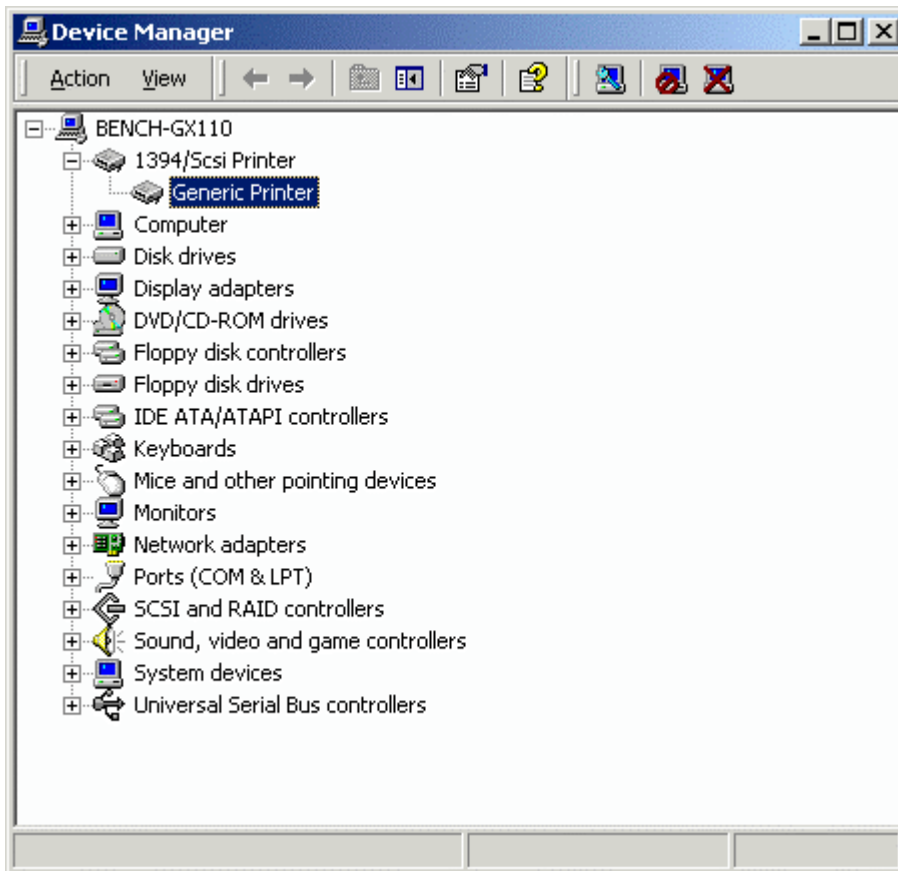 Device Manager
Action View
BENCH-GX110
1394/Scsi Printer
Generic Printer
Computer
Disk drives
Display adapters
DVD/CD-ROM drives
Floppy disk controllers
Floppy disk drives
IDE ATA/ATAPI controllers
Keyboards
Mice and other pointing devices
Monitors
Network adapters
Ports (COM & LPT)
SCSI and RAID controllers
Sound, video and game controllers
System devices
Universal Serial Bus controllers